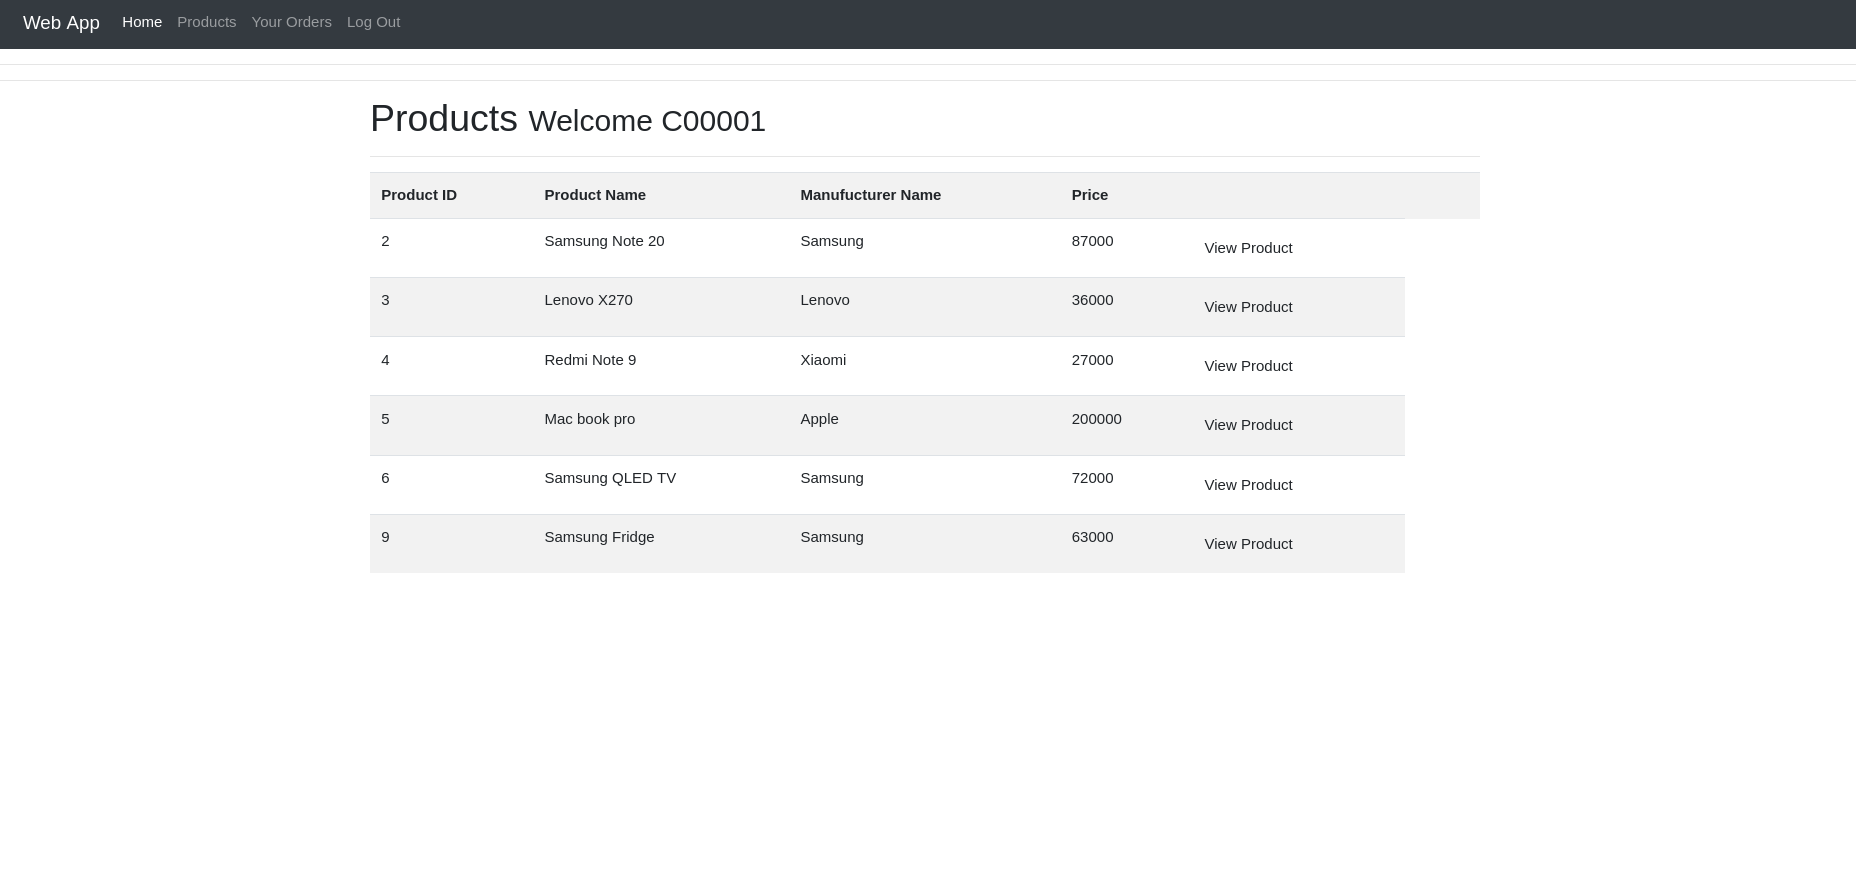 Web App Home Products Your Orders Log Out
Products Welcome C00001
Product ID Product Name Manufucturer Name Price
2 Samsung Note 20 Samsung 87000 View Product
3 Lenovo X270 Lenovo 36000 View Product
4 Redmi Note 9 Xiaomi 27000 View Product
5 Mac book pro Apple 200000 View Product
6 Samsung QLED TV Samsung 72000 View Product
9 Samsung Fridge Samsung 63000 View Product